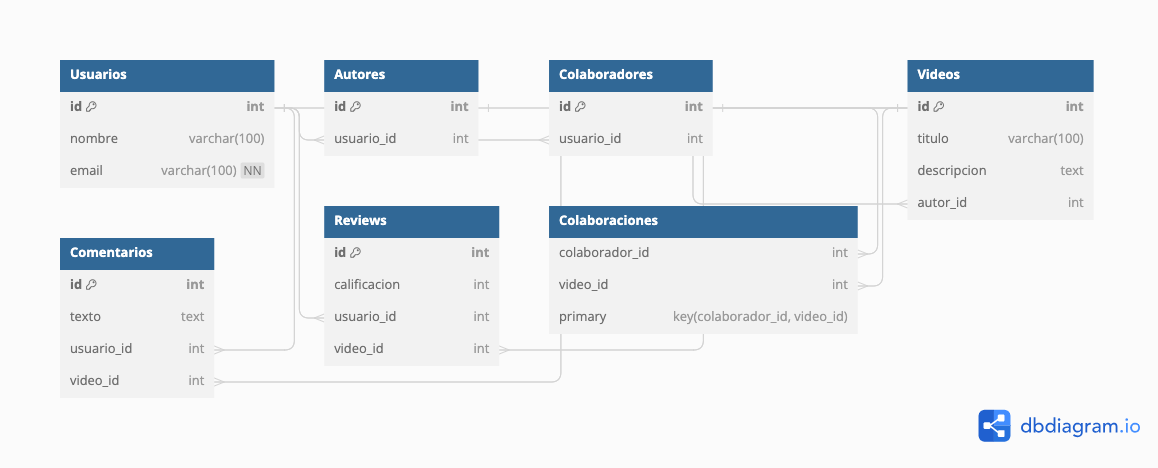 Usuarios
id int
nombre varchar(100)
email varchar(100) NN
Autores
id int
usuario_id int
Colaboradores
id int
usuario_id int
Videos
id int
titulo varchar(100)
descripcion text
autor_id int
Comentarios
id int
texto text
usuario_id int
video_id int
Reviews
id int
calificacion int
usuario_id int
video_id int
Colaboraciones
colaborador_id int
video_id int
primary key(colaborador_id, video_id)
dbdiagram.io